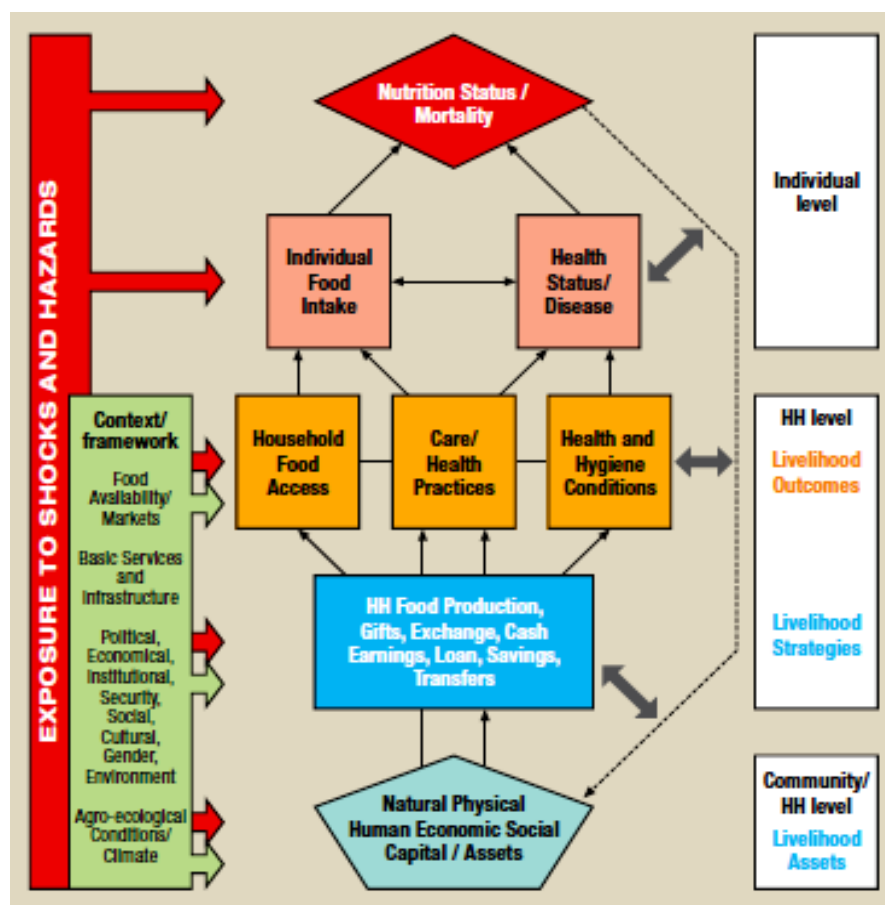 EXPOSURE TO SHOCKS AND HAZARDS
Context/
framework
Food
Availability/
Markets
Basic Services
and
Infrastructure
Political,
Economical,
Institutional,
Security,
Social,
Cultural,
Gender,
Environment
Agro-ecological
Conditions/
Climate
Nutrition Status /
Mortality
Individual
Food
Intake
Health
Status/
Disease
Household
Food
Access
Care/
Health
Practices
Health and
Hygiene
Conditions
HH Food Production,
Gifts, Exchange, Cash
Earnings, Loan, Savings,
Transfers
Natural Physical
Human Economic Social
Capital / Assets
Individual
level
HH level
Livelihood
Outcomes
Livelihood
Strategies
Community/
HH level
Livelihood
Assets